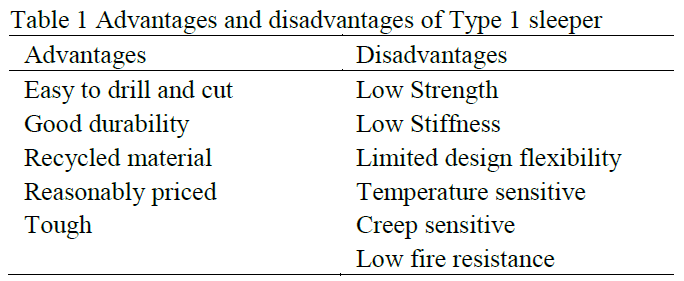 Table 1 Advantages and disadvantages of Type 1 sleeper
Advantages Disadvantages
Easy to drill and cut Low Strength
Good durability Low Stiffness
Recycled material Limited design flexibility
Reasonably priced Temperature sensitive
Tough Creep sensitive
Low fire resistance